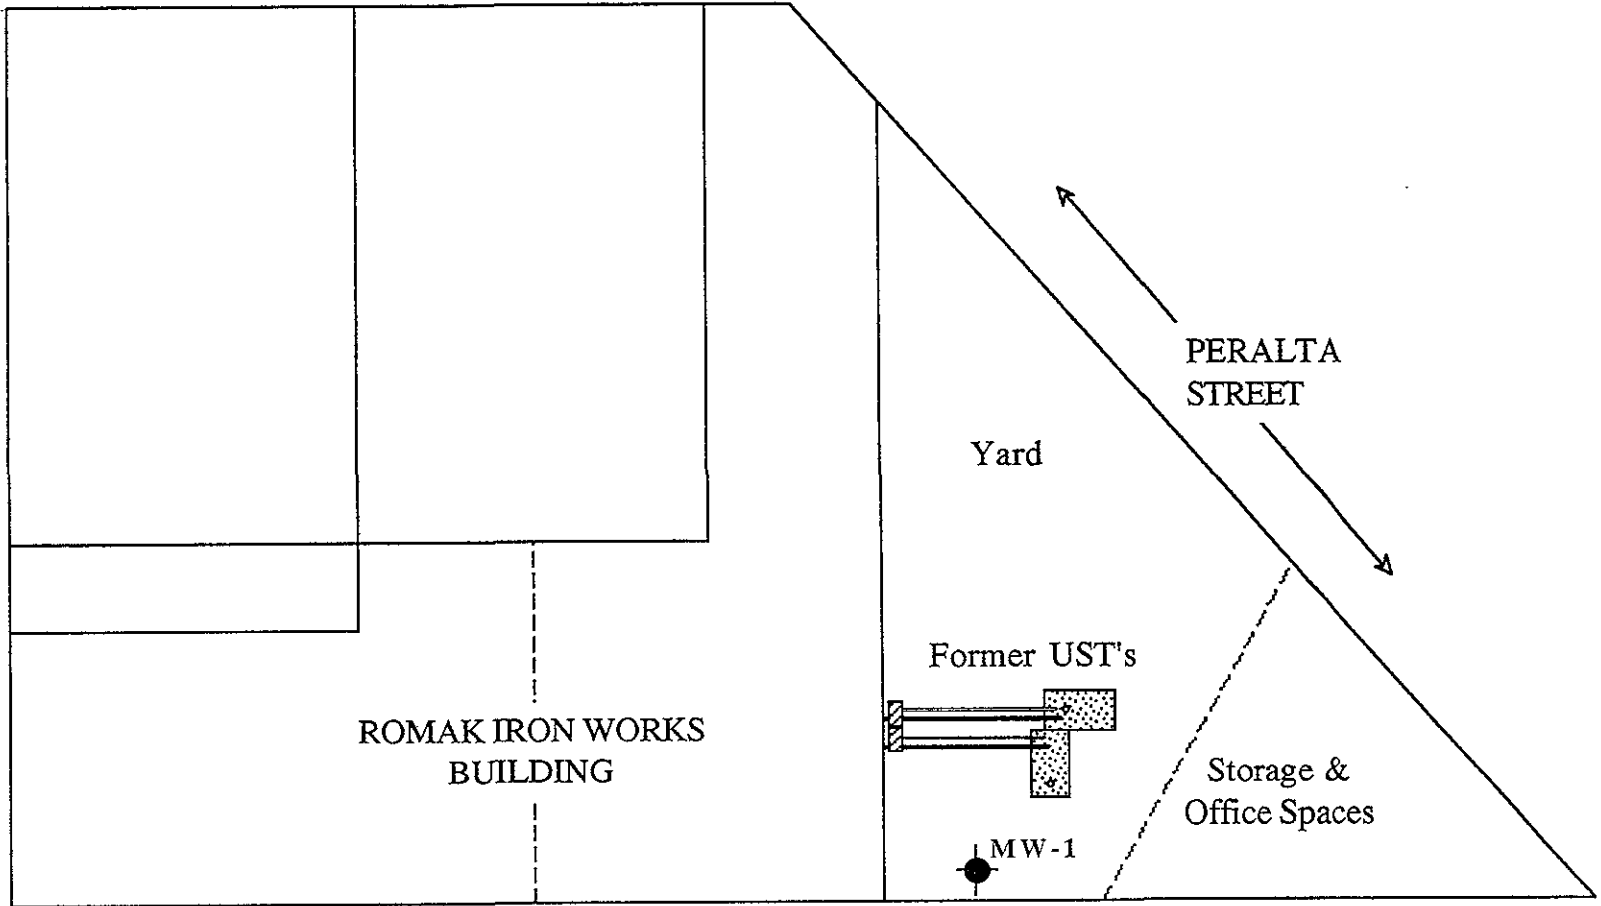 PERALTA
STREET
Yard
Former UST's
ROMAK IRON WORKS
BUILDING
Storage &
Office Spaces
MW-1